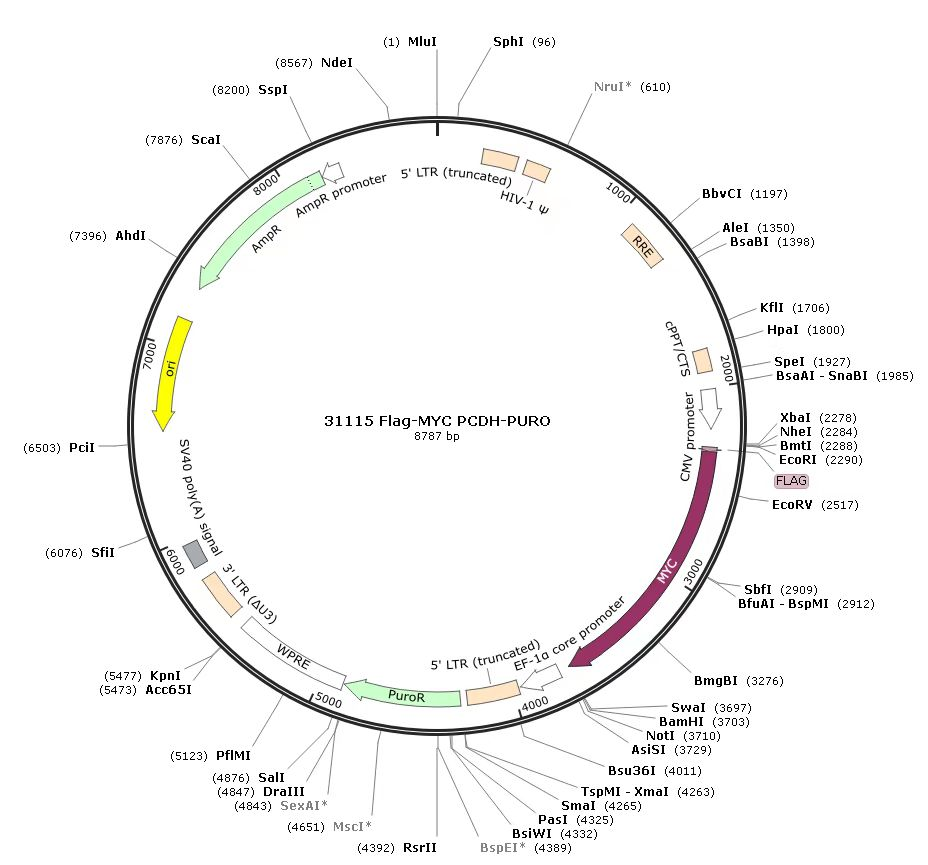 (1) MluI
SphI (96)
(8567) NdeI
(8200) SspI
NruI* (610)
(7876) ScaI
8000
AmpR promoter
5' LTR (truncated)
HIV-1 Ψ
1000
BbvCI (1197)
AmpR
RRE
AleI (1350)
(7396) AhdI
BsaBI (1398)
KflI (1706)
HpaI (1800)
7000
ori
cPPT/CTS
2000
SpeI (1927)
BsaAI - SnaBI (1985)
31115 Flag-MYC PCDH-PURO
8787 bp
CMV promoter
XbaI (2278)
NheI (2284)
BmtI (2288)
EcoRI (2290)
(6503) PciI
FLAG
EcoRV (2517)
SV40 poly(A) signal
(6076) SfiI
6000
MYC
3000
SbfI (2909)
BfuAI - BspMI (2912)
3' LTR (ΔU3)
WPRE
5' LTR (truncated)
EF-1α core promoter
(5477) KpnI
(5473) Acc65I
BmgBI (3276)
5000
PuroR
4000
SwaI (3697)
BamHI (3703)
NotI (3710)
AsiSI (3729)
(5123) PflMI
Bsu36I (4011)
(4876) SalI
(4847) DraIII
(4843) SexAI*
(4651) MscI*
(4392) RsrII
TspMI - XmaI (4263)
SmaI (4265)
PasI (4325)
BsiWI (4332)
BspEI* (4389)